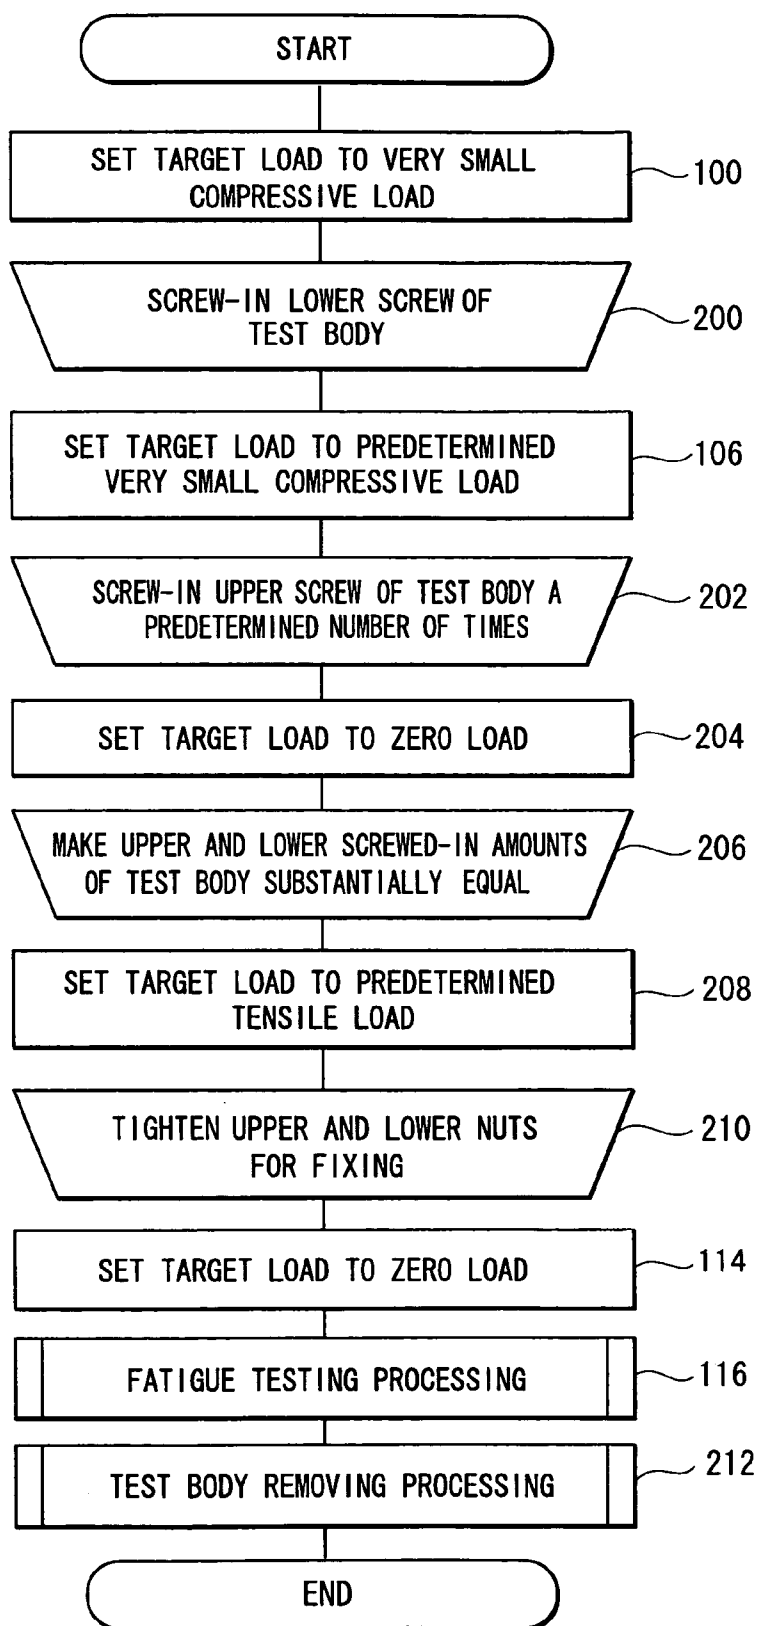 START
SET TARGET LOAD TO VERY SMALL
COMPRESSIVE LOAD
100
SCREW-IN LOWER SCREW OF
TEST BODY
200
SET TARGET LOAD TO PREDETERMINED
VERY SMALL COMPRESSIVE LOAD
106
SCREW-IN UPPER SCREW OF TEST BODY A
PREDETERMINED NUMBER OF TIMES
202
SET TARGET LOAD TO ZERO LOAD
204
MAKE UPPER AND LOWER SCREWED-IN AMOUNTS
OF TEST BODY SUBSTANTIALLY EQUAL
206
SET TARGET LOAD TO PREDETERMINED
TENSILE LOAD
208
TIGHTEN UPPER AND LOWER NUTS
FOR FIXING
210
SET TARGET LOAD TO ZERO LOAD
114
FATIGUE TESTING PROCESSING
116
TEST BODY REMOVING PROCESSING
212
END